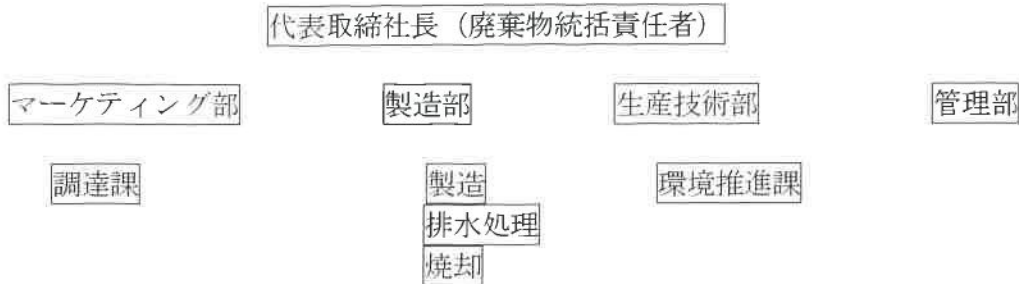 代表取締社長（廃棄物統括責任者）
マーケティング部 製造部 生産技術部 管理部
調達課 製造 環境推進課
排水処理
焼却